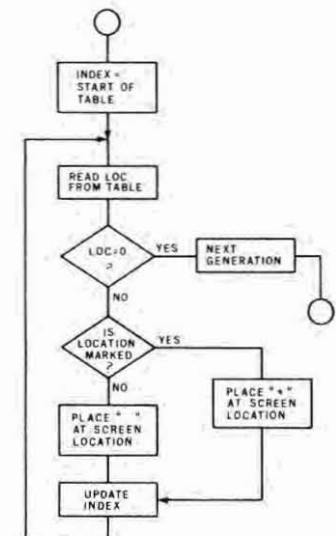 INDEX =
START OF
TABLE
READ LOC
FROM TABLE
LOC=0
?
YES
NEXT
GENERATION
NO
IS
LOCATION
MARKED
?
YES
NO
PLACE " "
AT SCREEN
LOCATION
PLACE "*"
AT SCREEN
LOCATION
UPDATE
INDEX